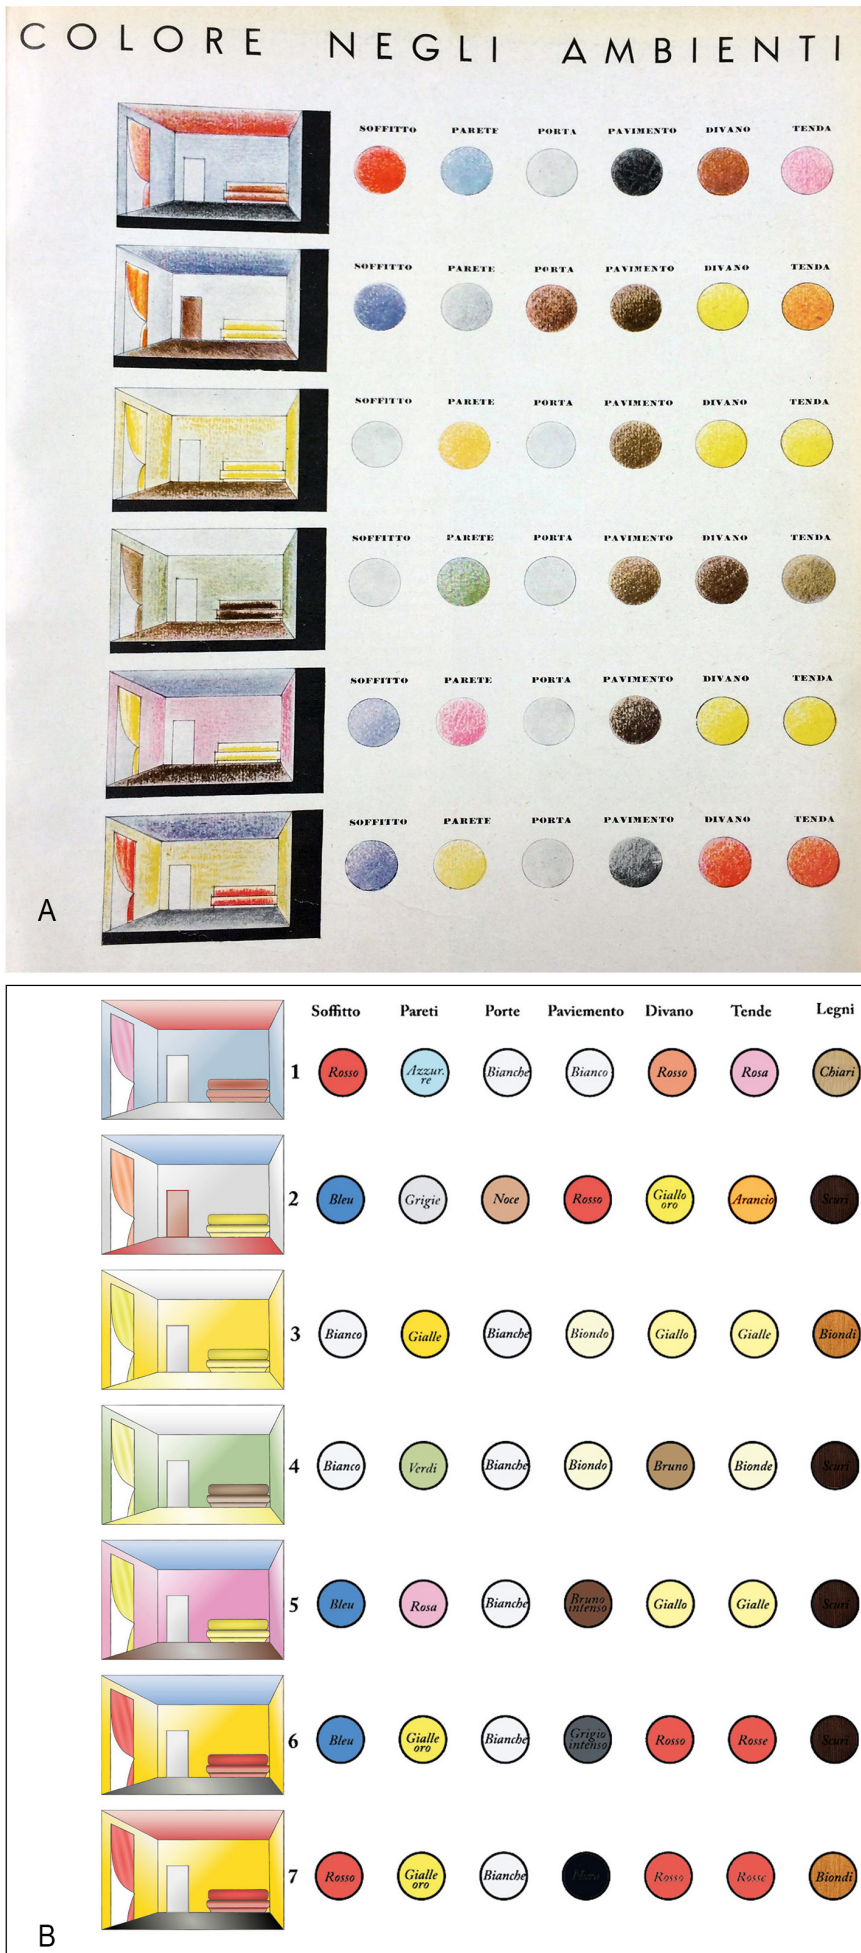 COLORE NEGLI AMBIENTI
SOFFITTO PARETE PORTA PAVIMENTO DIVANO TENDA
SOFFITTO PARETE PORTA PAVIMENTO DIVANO TENDA
SOFFITTO PARETE PORTA PAVIMENTO DIVANO TENDA
SOFFITTO PARETE PORTA PAVIMENTO DIVANO TENDA
SOFFITTO PARETE PORTA PAVIMENTO DIVANO TENDA
SOFFITTO PARETE PORTA PAVIMENTO DIVANO TENDA
A
Soffitto Pareti Porte Paviemento Divano Tende Legni
1 Rosso Azzur. Bianche Bianco Rosso Rosa Chiari
re
2 Bleu Grigie Noce Rosso Giallo Arancio Scuri
oro
3 Bianco Gialle Bianche Biondo Giallo Gialle Biondi
4 Bianco Verdi Bianche Biondo Bruno Bionde Scuri
5 Bleu Rosa Bianche Bruno Giallo Gialle Scuri
intenso
6 Bleu Gialle Bianche Grigio Rosso Rosse Scuri
oro intenso
7 Rosso Gialle Bianche Nero Rosso Rosse Biondi
oro
B